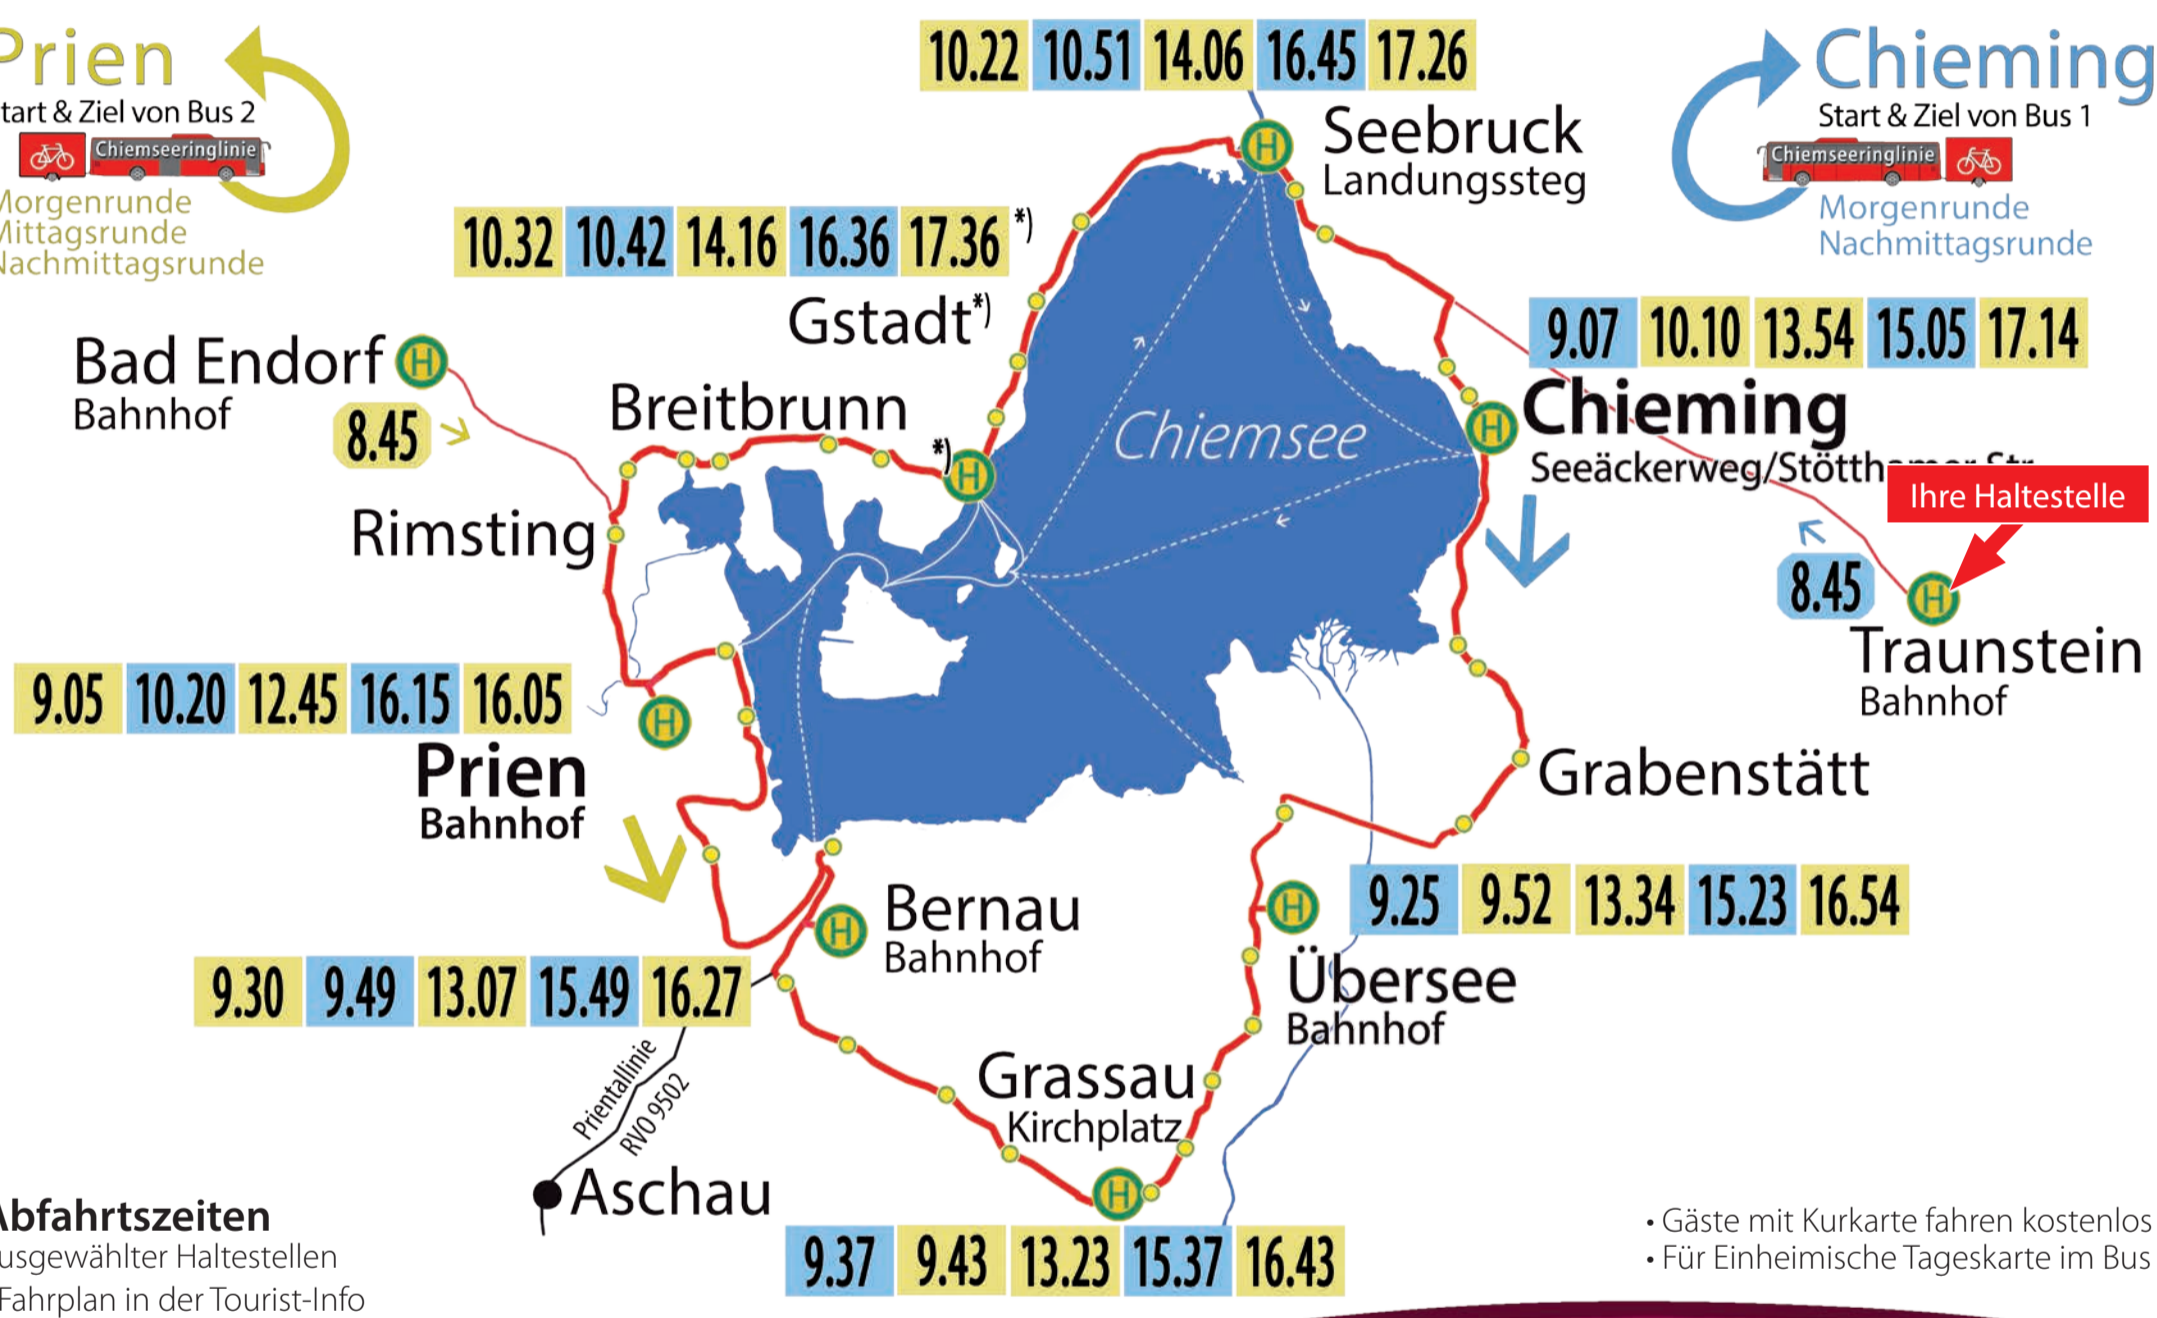 10.22 10.51 14.06 16.45 17.26
Prien
tart & Ziel von Bus 2
Chiemseeringlinie
Morgenrunde
Mittagsrunde
Nachmittagsrunde
Chieming
Start & Ziel von Bus 1
Chiemseeringlinie
Morgenrunde
Nachmittagsrunde
H
Seebruck
Landungssteg
10.32 10.42 14.16 16.36 17.36 *)
Gstadt*)
Bad Endorf H
Bahnhof
8.45
Breitbrunn
*) H
Chiemsee
9.07 10.10 13.54 15.05 17.14
H Chieming
Seeäckerweg/Stötthamer Str.
Ihre Haltestelle
8.45
H
Traunstein
Bahnhof
Rimsting
9.05 10.20 12.45 16.15 16.05
H
Prien
Bahnhof
Grabenstätt
H
9.25 9.52 13.34 15.23 16.54
Übersee
Bahnhof
H
Bernau
Bahnhof
9.30 9.49 13.07 15.49 16.27
Prientallinie
RVO 9502
Aschau
Grassau
Kirchplatz
H
9.37 9.43 13.23 15.37 16.43
Abfahrtszeiten
usgewählter Haltestellen
Fahrplan in der Tourist-Info
• Gäste mit Kurkarte fahren kostenlos
• Für Einheimische Tageskarte im Bus